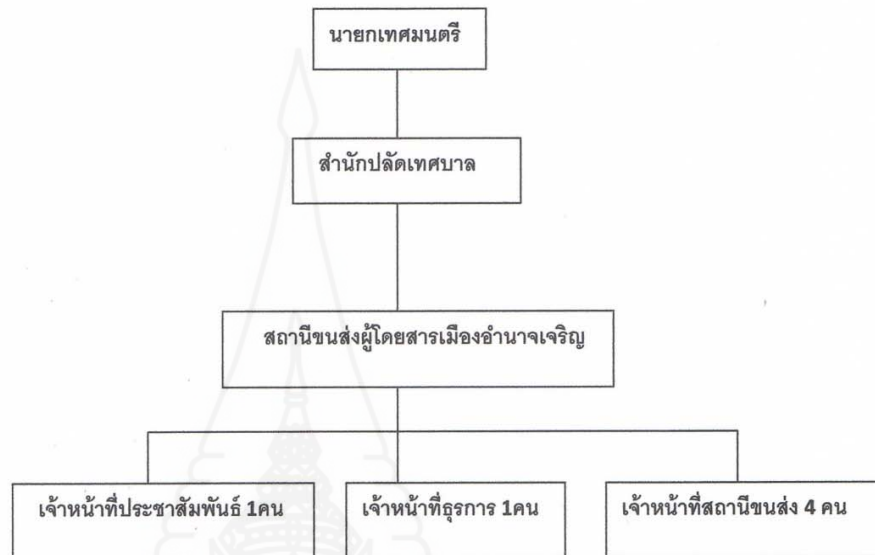 นายกเทศมนตรี
สำนักปลัดเทศบาล
สถานีขนส่งผู้โดยสารเมืองอำนาจเจริญ
เจ้าหน้าที่ประชาสัมพันธ์ 1คน
เจ้าหน้าที่ธุรการ 1คน
เจ้าหน้าที่สถานีขนส่ง 4 คน